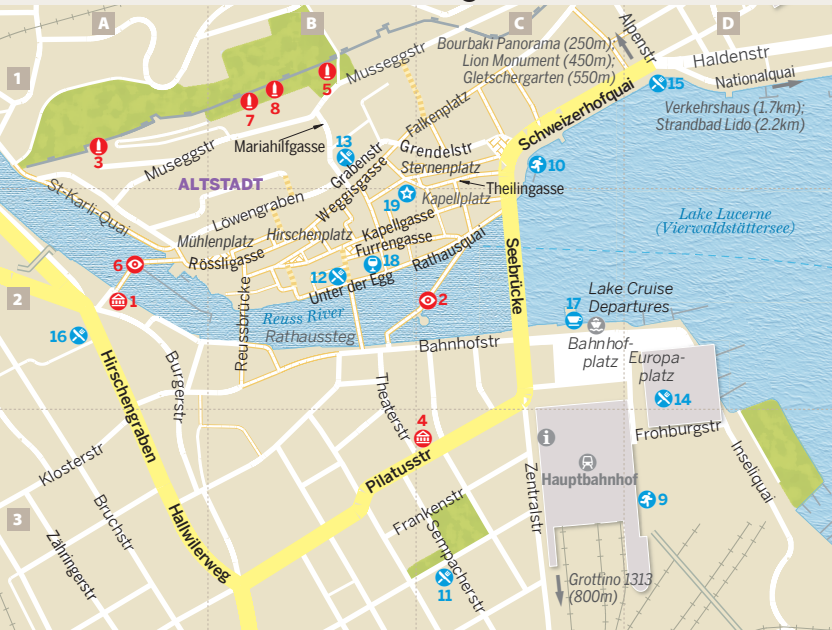 A
B
C
D
1
Alpenstr
Haldenstr
Nationalquai
15
Bourbaki Panorama (250m);
Lion Monument (450m);
Gletschergarten (550m)
Verkehrshaus (1.7km);
Strandbad Lido (2.2km)
Musseggstr
5
8
7
3
Museggstr
Mariahilfgasse
13
Falkenplatz
Schweizerhofquai
Grendelstr
Sternenplatz
10
Theilingasse
Grabenstr
Weggisgasse
19
Kapellplatz
ALTSTADT
St-Karli-Quai
Löwengraben
Mühlenplatz
Hirschenplatz
Kapellgasse
Furrengasse
Rathausquai
Rössligasse
Lake Lucerne
(Vierwaldstättersee)
Seebrücke
6
12
18
Unter der Egg
2
1
2
Reuss River
Rathaussteg
Reussbrücke
Lake Cruise
Departures
17
16
Bahnhofstr
Bahnhof-
platz
Europa-
platz
Hirschengraben
Burgerstr
Theaterstr
14
4
Frohburgstr
Inseliquai
Pilatusstr
Klosterstr
Hauptbahnhof
Zentralstr
9
3
Bruchstr
Zähringerstr
Hallwilerweg
Frankenstr
Sempacherstr
11
Grottino 1313
(800m)